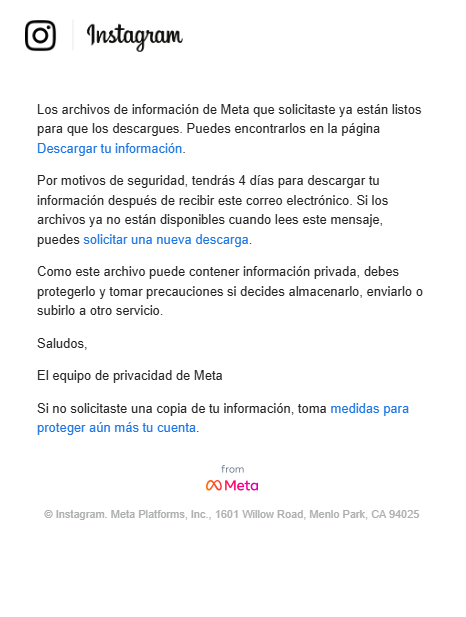 Instagram
Los archivos de información de Meta que solicitaste ya están listos
para que los descargues. Puedes encontrarlos en la página
Descargar tu información.
Por motivos de seguridad, tendrás 4 días para descargar tu
información después de recibir este correo electrónico. Si los
archivos ya no están disponibles cuando lees este mensaje,
puedes solicitar una nueva descarga.
Como este archivo puede contener información privada, debes
protegerlo y tomar precauciones si decides almacenarlo, enviarlo o
subirlo a otro servicio.
Saludos,
El equipo de privacidad de Meta
Si no solicitaste una copia de tu información, toma medidas para
proteger aún más tu cuenta.
from
Meta
© Instagram. Meta Platforms, Inc., 1601 Willow Road, Menlo Park, CA 94025